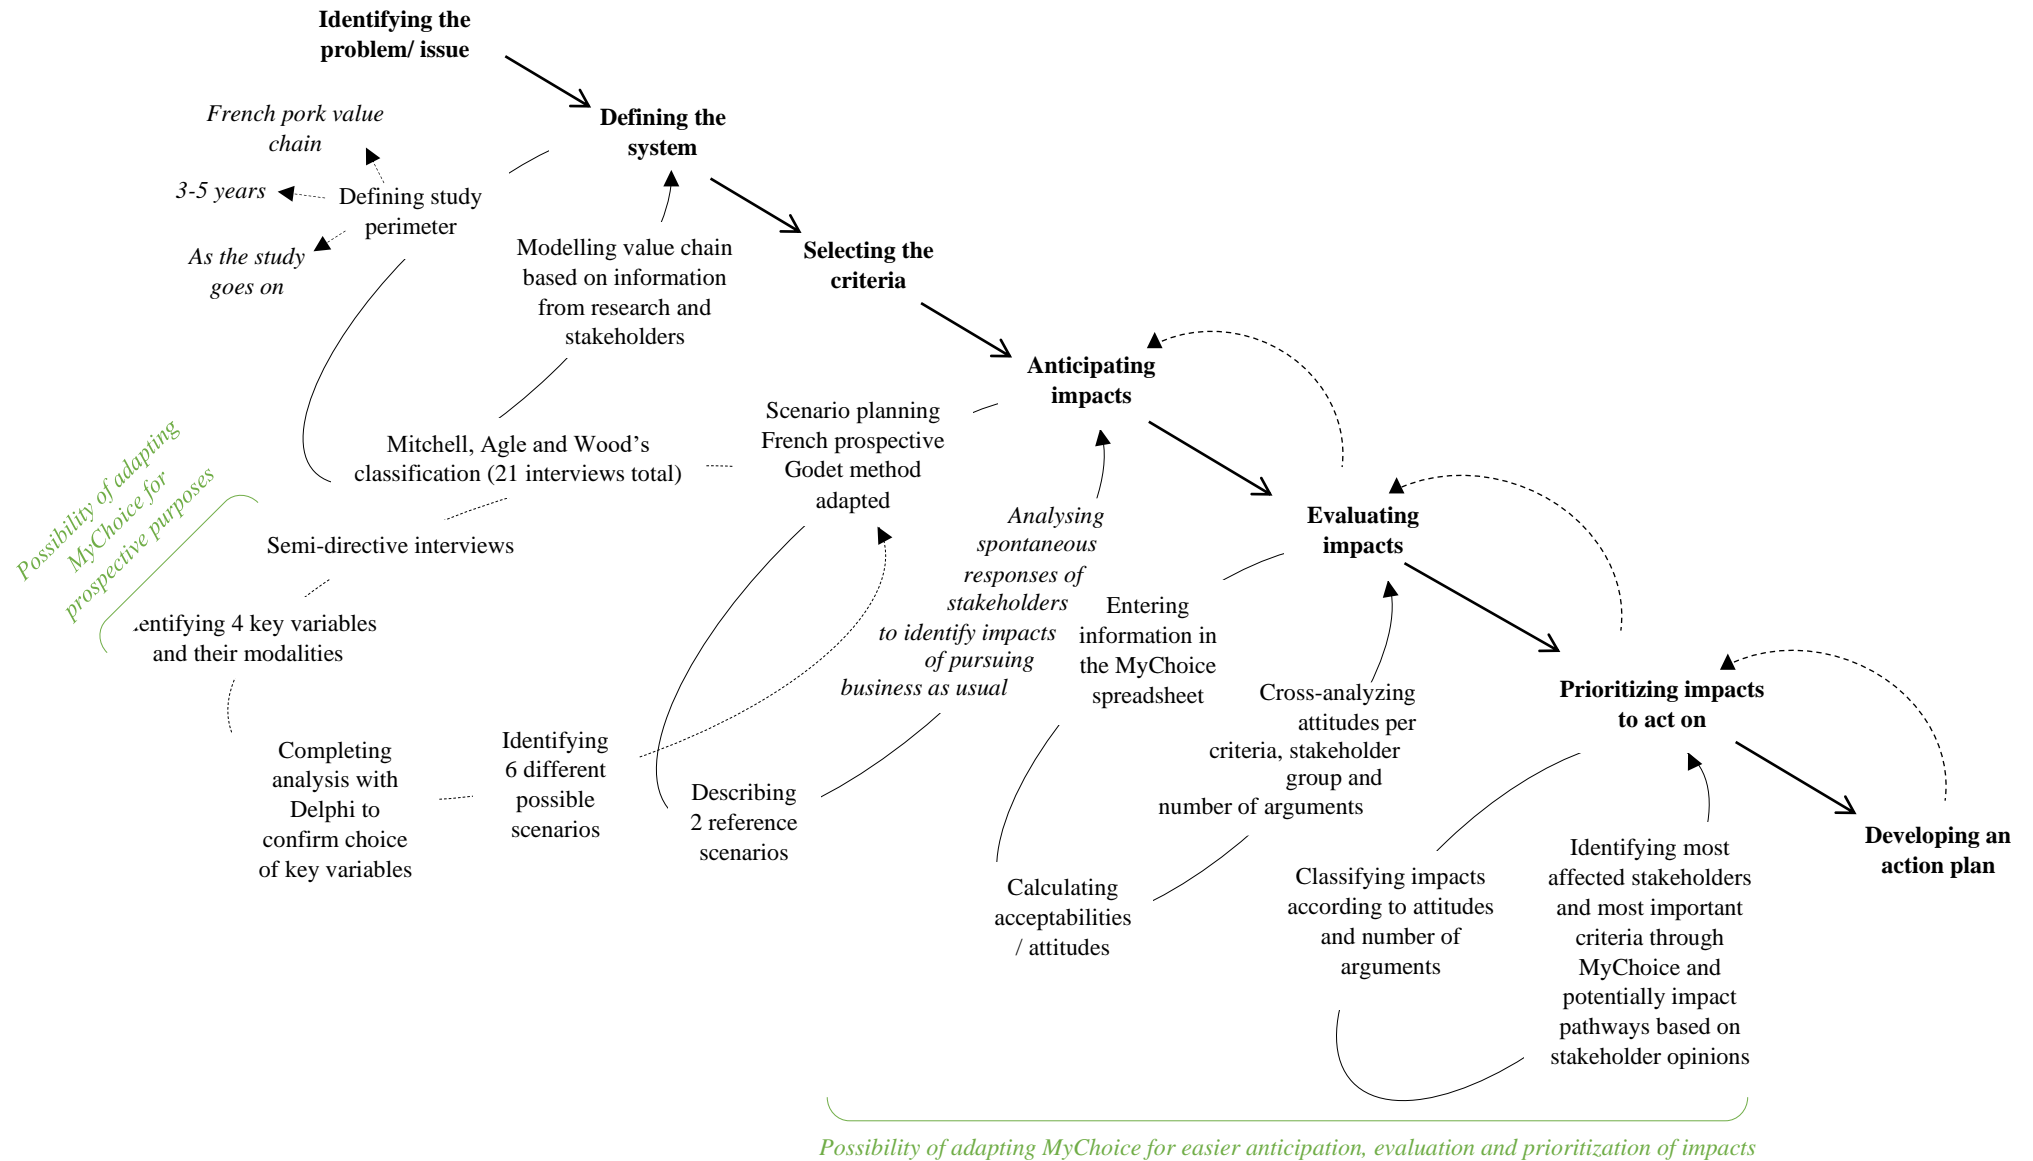 Identifying the
problem/ issue
French pork value
chain
3-5 years
Defining study
perimeter
As the study
goes on
Defining the
system
Modelling value chain
based on information
from research and
stakeholders
Selecting the
criteria
Mitchell, Agle and Wood's
classification (21 interviews total)
Scenario planning
French prospective
Godet method
adapted
Anticipating
impacts
Possibility of adapting
MyChoice for
prospective purposes
Semi-directive interviews
entifying 4 key variables
and their modalities
Completing
analysis with
Delphi to
confirm choice
of key variables
Identifying
6 different
possible
scenarios
Describing
2 reference
scenarios
Analysing
spontaneous
responses of
stakeholders
to identify impacts
of pursuing
business as usual
Evaluating
impacts
Entering
information in
the MyChoice
spreadsheet
Calculating
acceptabilities
/ attitudes
Cross-analyzing
attitudes per
criteria, stakeholder
group and
number of arguments
Prioritizing impacts
to act on
Classifying impacts
according to attitudes
and number of
arguments
Identifying most
affected stakeholders
and most important
criteria through
MyChoice and
potentially impact
pathways based on
stakeholder opinions
Developing an
action plan
Possibility of adapting MyChoice for easier anticipation, evaluation and prioritization of impacts